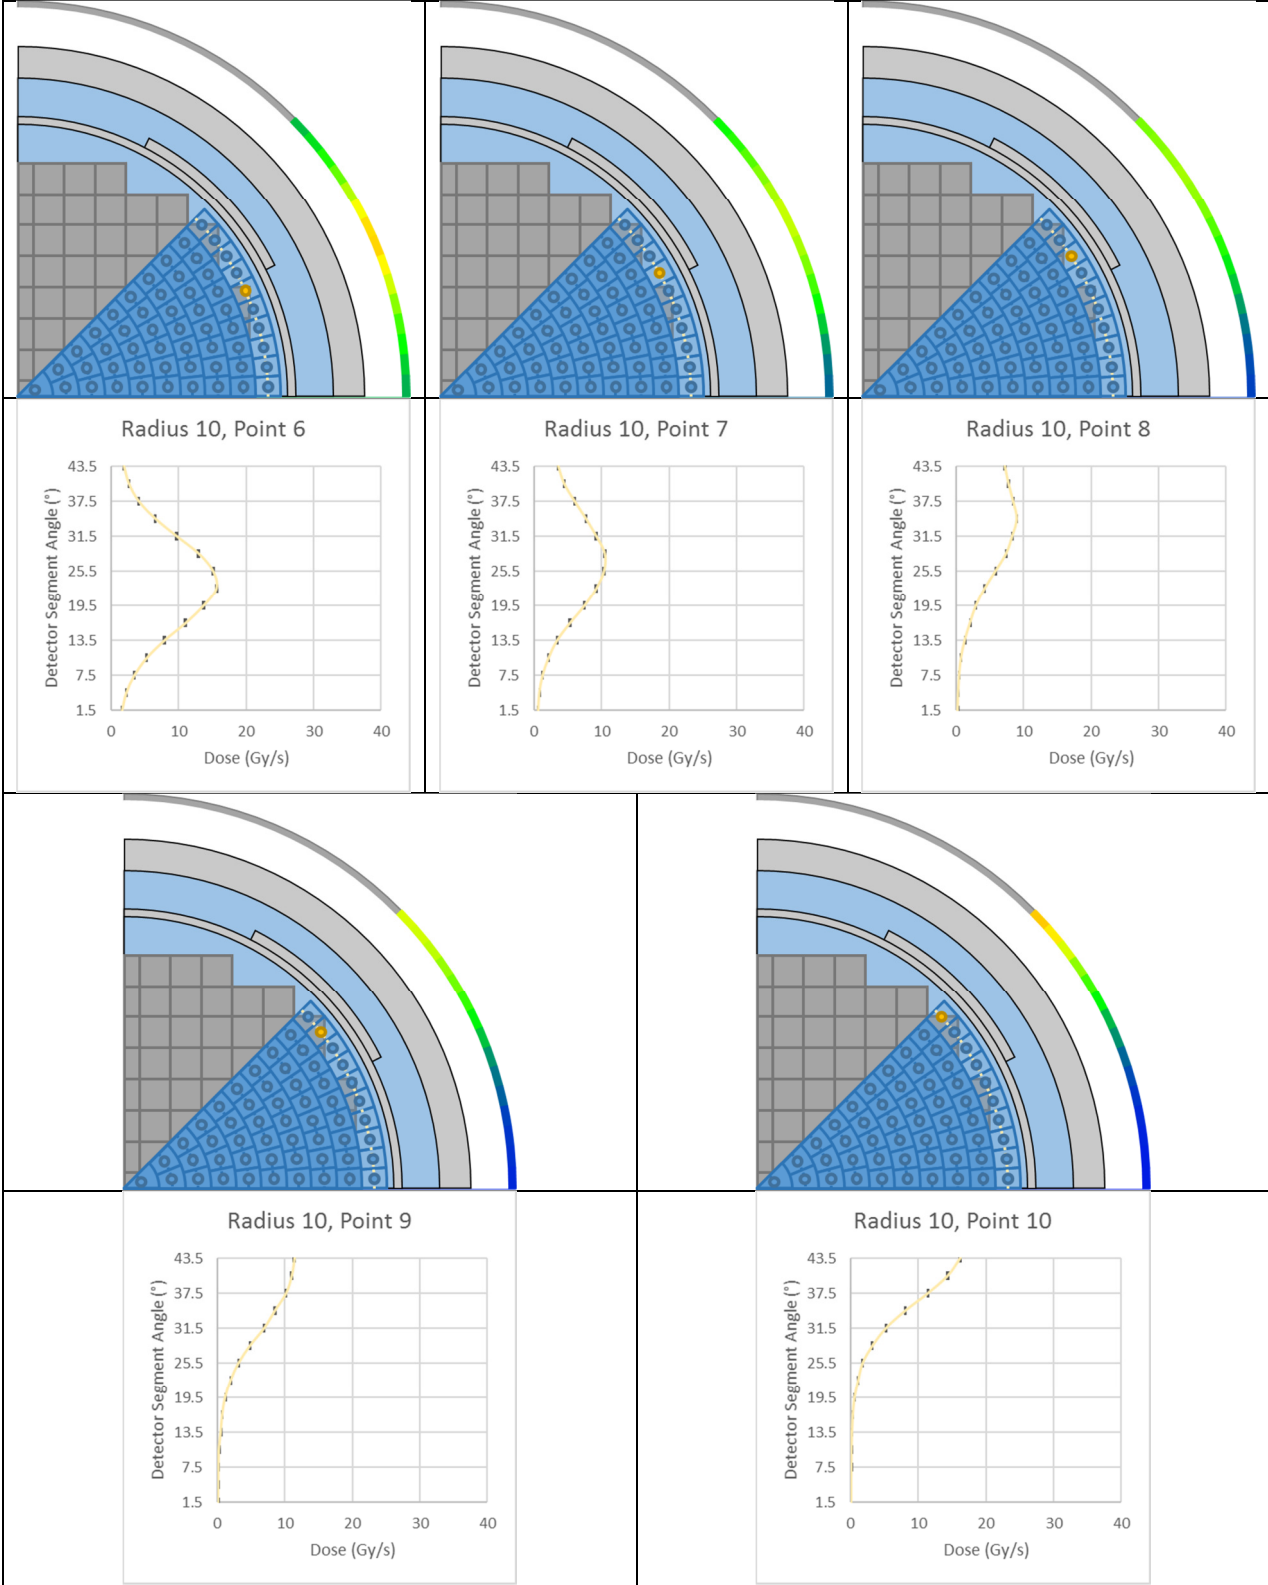 Radius 10, Point 6
43.5
37.5
31.5
25.5
19.5
13.5
7.5
1.5
Detector Segment Angle (°)
0 10 20 30 40
Dose (Gy/s)
Radius 10, Point 7
43.5
37.5
31.5
25.5
19.5
13.5
7.5
1.5
Detector Segment Angle (°)
0 10 20 30 40
Dose (Gy/s)
Radius 10, Point 8
43.5
37.5
31.5
25.5
19.5
13.5
7.5
1.5
Detector Segment Angle (°)
0 10 20 30 40
Dose (Gy/s)
Radius 10, Point 9
43.5
37.5
31.5
25.5
19.5
13.5
7.5
1.5
Detector Segment Angle (°)
0 10 20 30 40
Dose (Gy/s)
Radius 10, Point 10
43.5
37.5
31.5
25.5
19.5
13.5
7.5
1.5
Detector Segment Angle (°)
0 10 20 30 40
Dose (Gy/s)